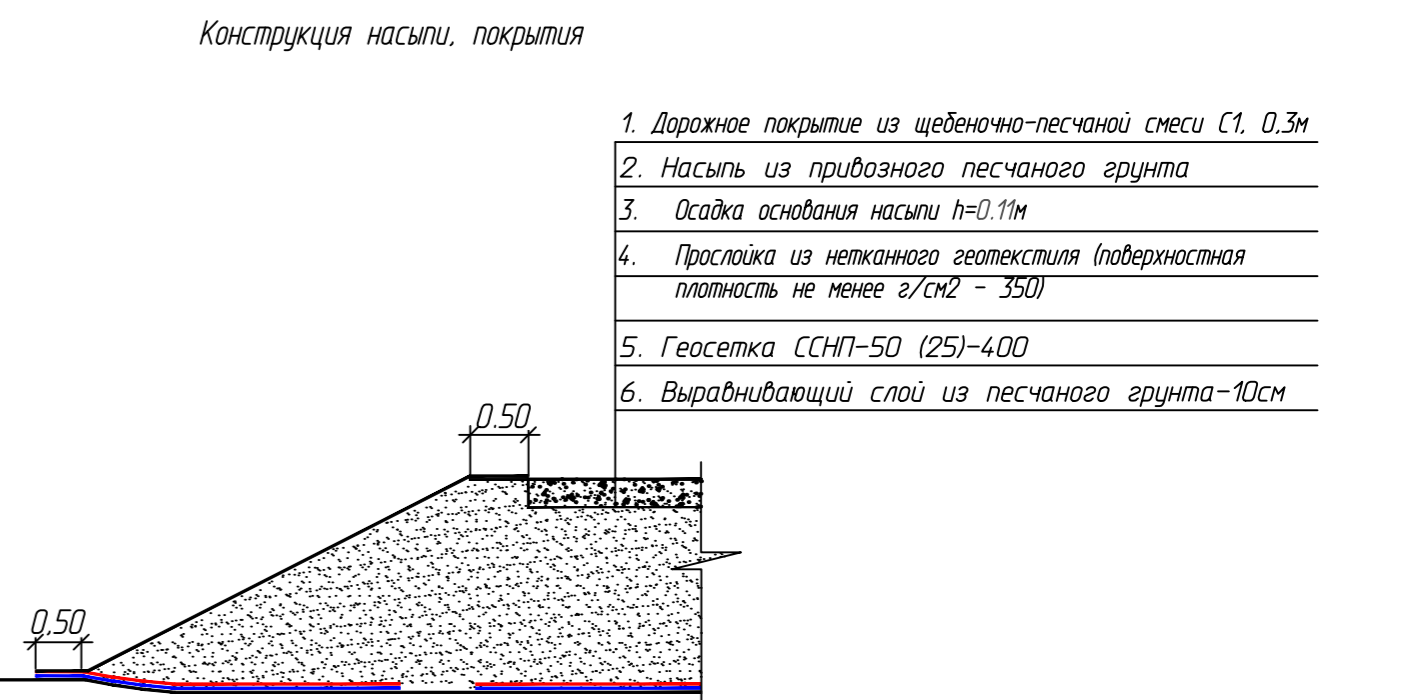 Конструкция насыпи, покрытия
1. Дорожное покрытие из щебеночно-песчаной смеси С1, 0,3м
2. Насыпь из привозного песчаного грунта
3. Осадка основания насыпи h=0.11м
4. Прослойка из нетканного геотекстиля (поверхностная
плотность не менее г/см2 - 350)
5. Геосетка ССНП-50 (25)-400
6. Выравнивающий слой из песчаного грунта-10см
0.50
0,50